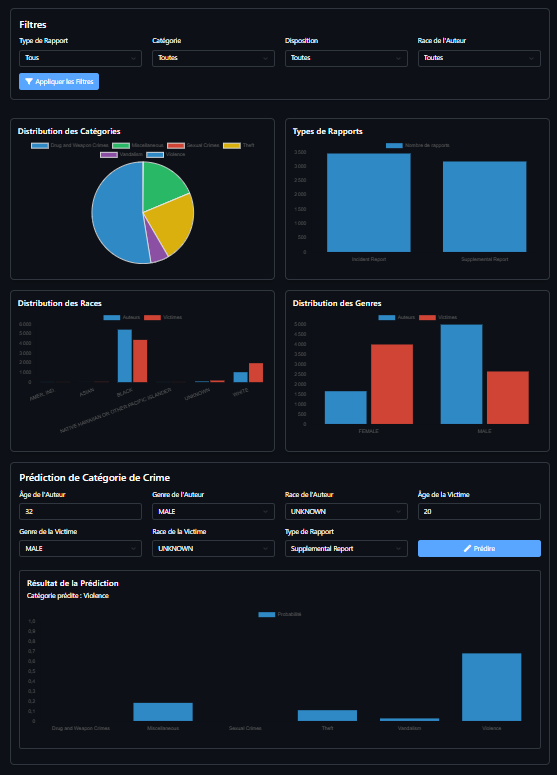 Filtres
Type de Rapport Catégorie Disposition Race de l'Auteur
Tous Toutes Toutes Toutes
Appliquer les Filtres
Distribution des Catégories
Drug and Weapon Crimes Miscellaneous Sexual Crimes Theft
Vandalism Violence
Types de Rapports
Nombre de rapports
3 500
3 000
2 500
2 000
1 500
1 000
500
0
Incident Report Supplemental Report
Distribution des Races
Auteurs Victimes
6 000
5 000
4 000
3 000
2 000
1 000
0
AMER. IND. ASIAN BLACK NATIVE HAWAIIAN OR OTHER PACIFIC ISLANDER UNKNOWN WHITE
Distribution des Genres
Auteurs Victimes
5 000
4 500
4 000
3 500
3 000
2 500
2 000
1 500
1 000
500
0
FEMALE MALE
Prédiction de Catégorie de Crime
Âge de l'Auteur Genre de l'Auteur Race de l'Auteur Âge de la Victime
32 MALE UNKNOWN 20
Genre de la Victime Race de la Victime Type de Rapport
MALE UNKNOWN Supplemental Report Prédire
Résultat de la Prédiction
Catégorie prédite : Violence
Probabilité
1,0
0,9
0,8
0,7
0,6
0,5
0,4
0,3
0,2
0,1
0
Drug and Weapon Crimes Miscellaneous Sexual Crimes Theft Vandalism Violence